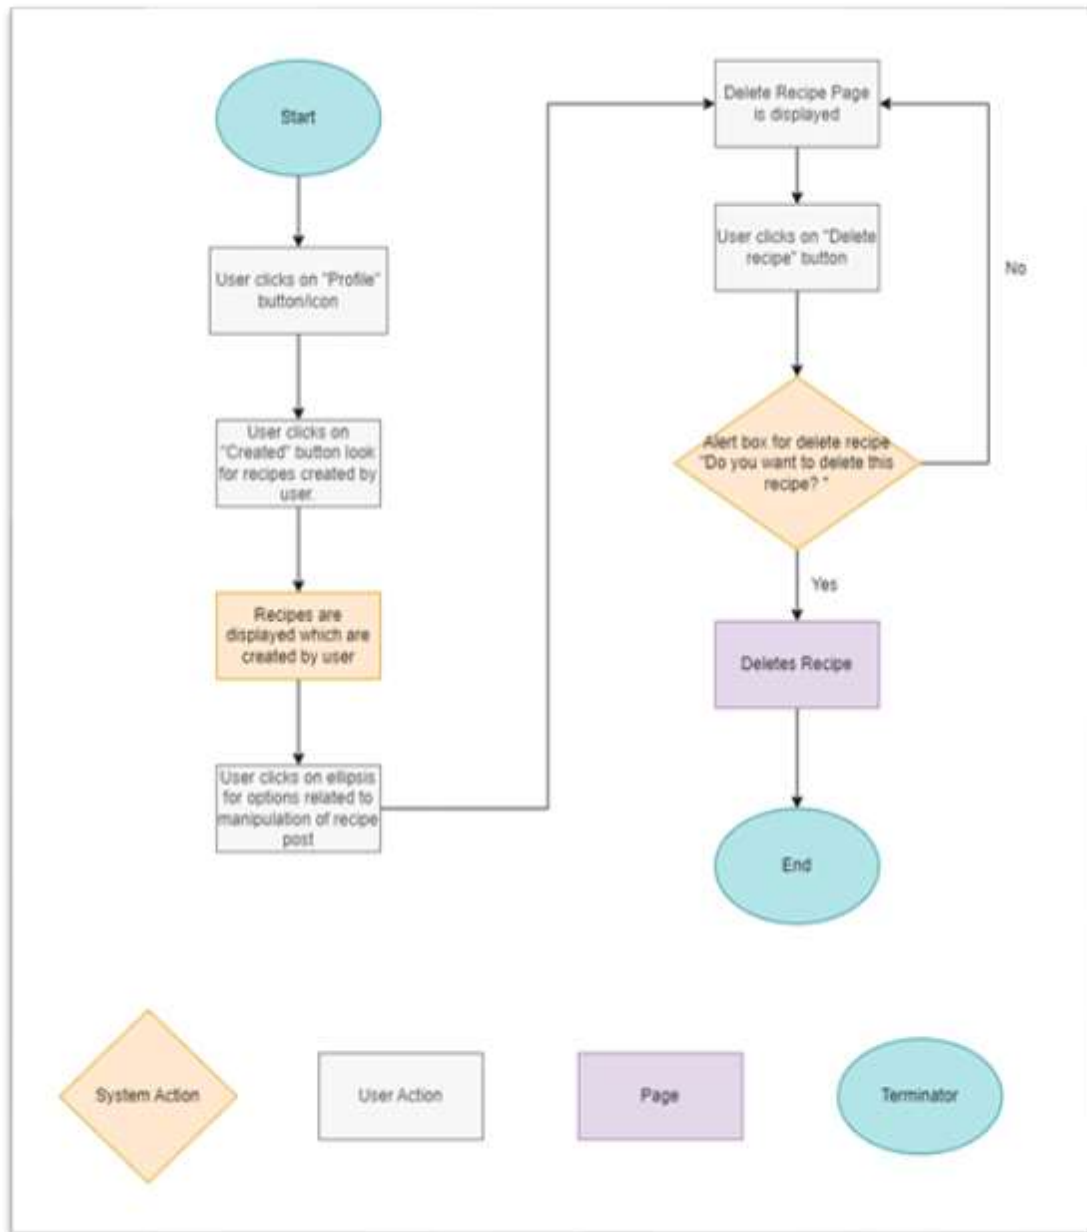 Start
User clicks on "Profile"
button/icon
User clicks on
"Created" button look
for recipes created by
user.
Recipes are
displayed which are
created by user
User clicks on ellipsis
for options related to
manipulation of recipe
post
Delete Recipe Page
is displayed
User clicks on "Delete
recipe" button
No
Alert box for delete recipe
"Do you want to delete this
recipe? "
Yes
Deletes Recipe
End
System Action
User Action
Page
Terminator